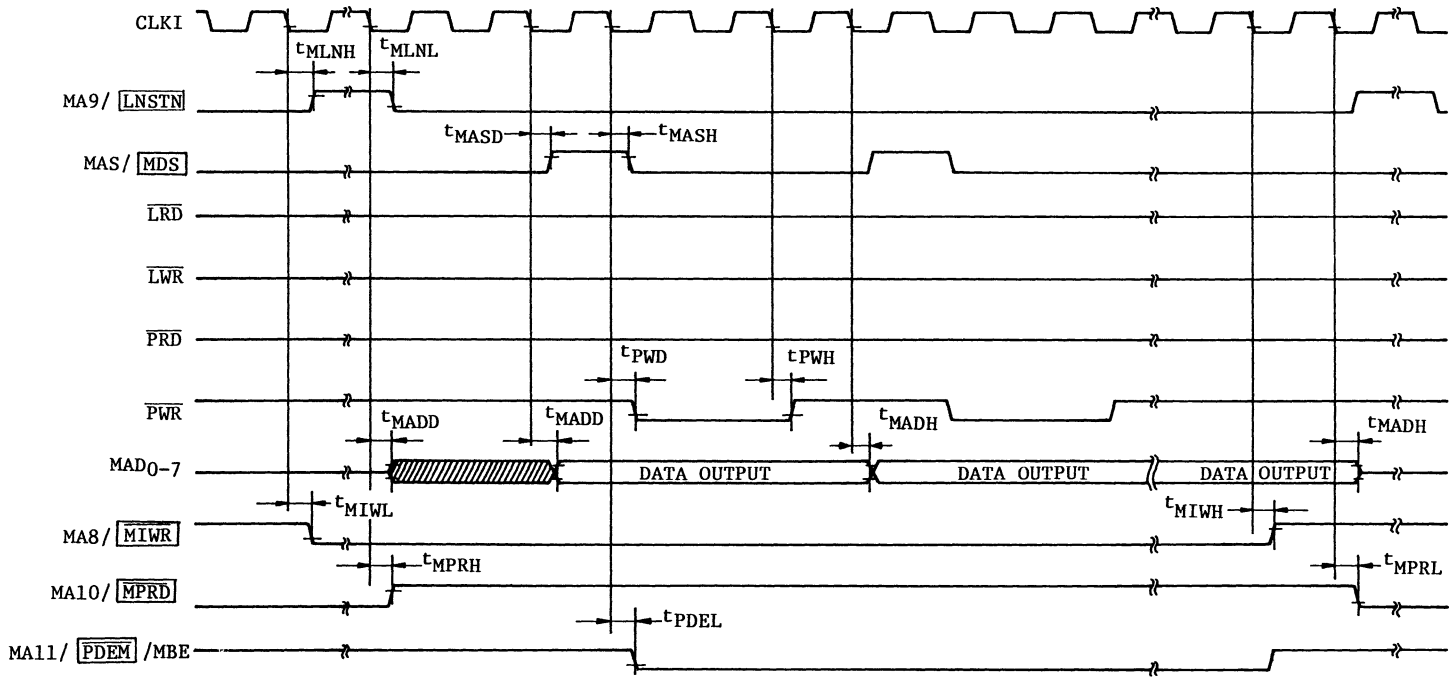 CLKI
tMLNH tMLNL
MA9/ LNSTN
tMASD tMASH
MAS/ MDS
LRD
LWR
PRD
tPWD tPWH
PWR
tMADD tMADD tMADH tMADH
MAD0-7 DATA OUTPUT DATA OUTPUT DATA OUTPUT
tMIWL tMIWH
MA8/ MIWR
tMPRH tMPRL
MA10/ MPRD
tPDEL
MA11/ PDEM /MBE